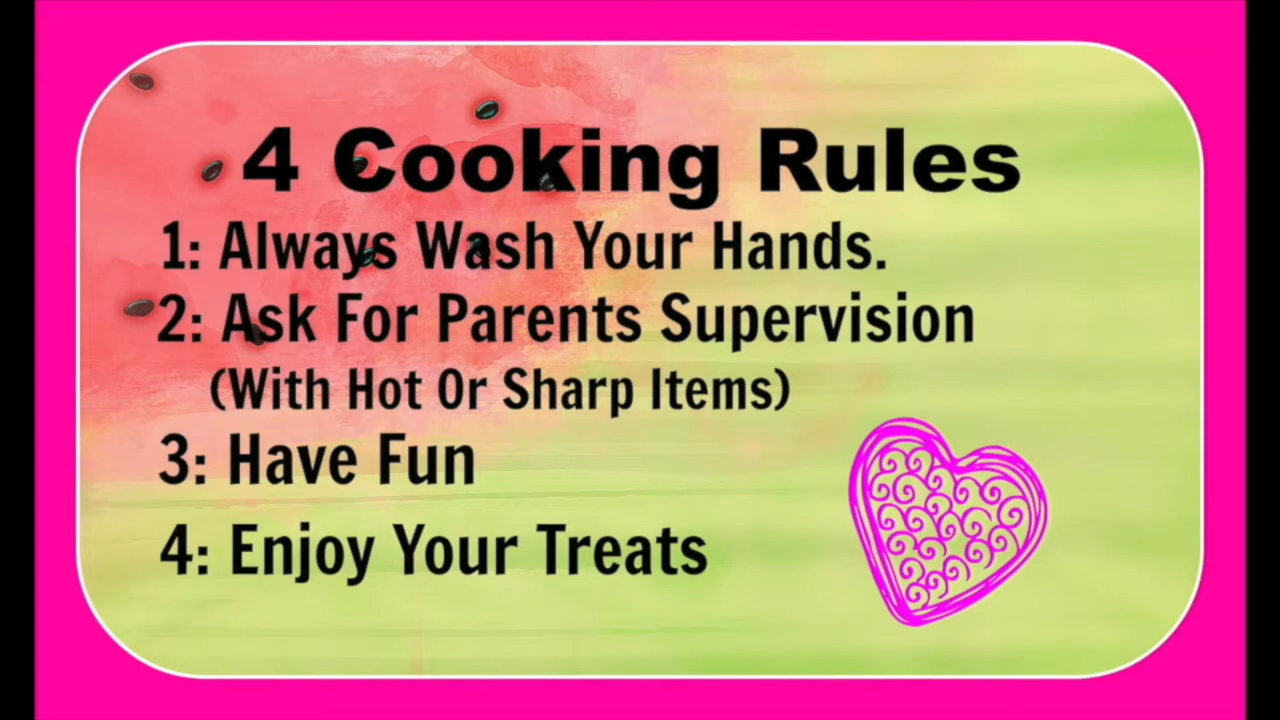 4 Cooking Rules
1: Always Wash Your Hands.
2: Ask For Parents Supervision
(With Hot Or Sharp Items)
3: Have Fun
4: Enjoy Your Treats